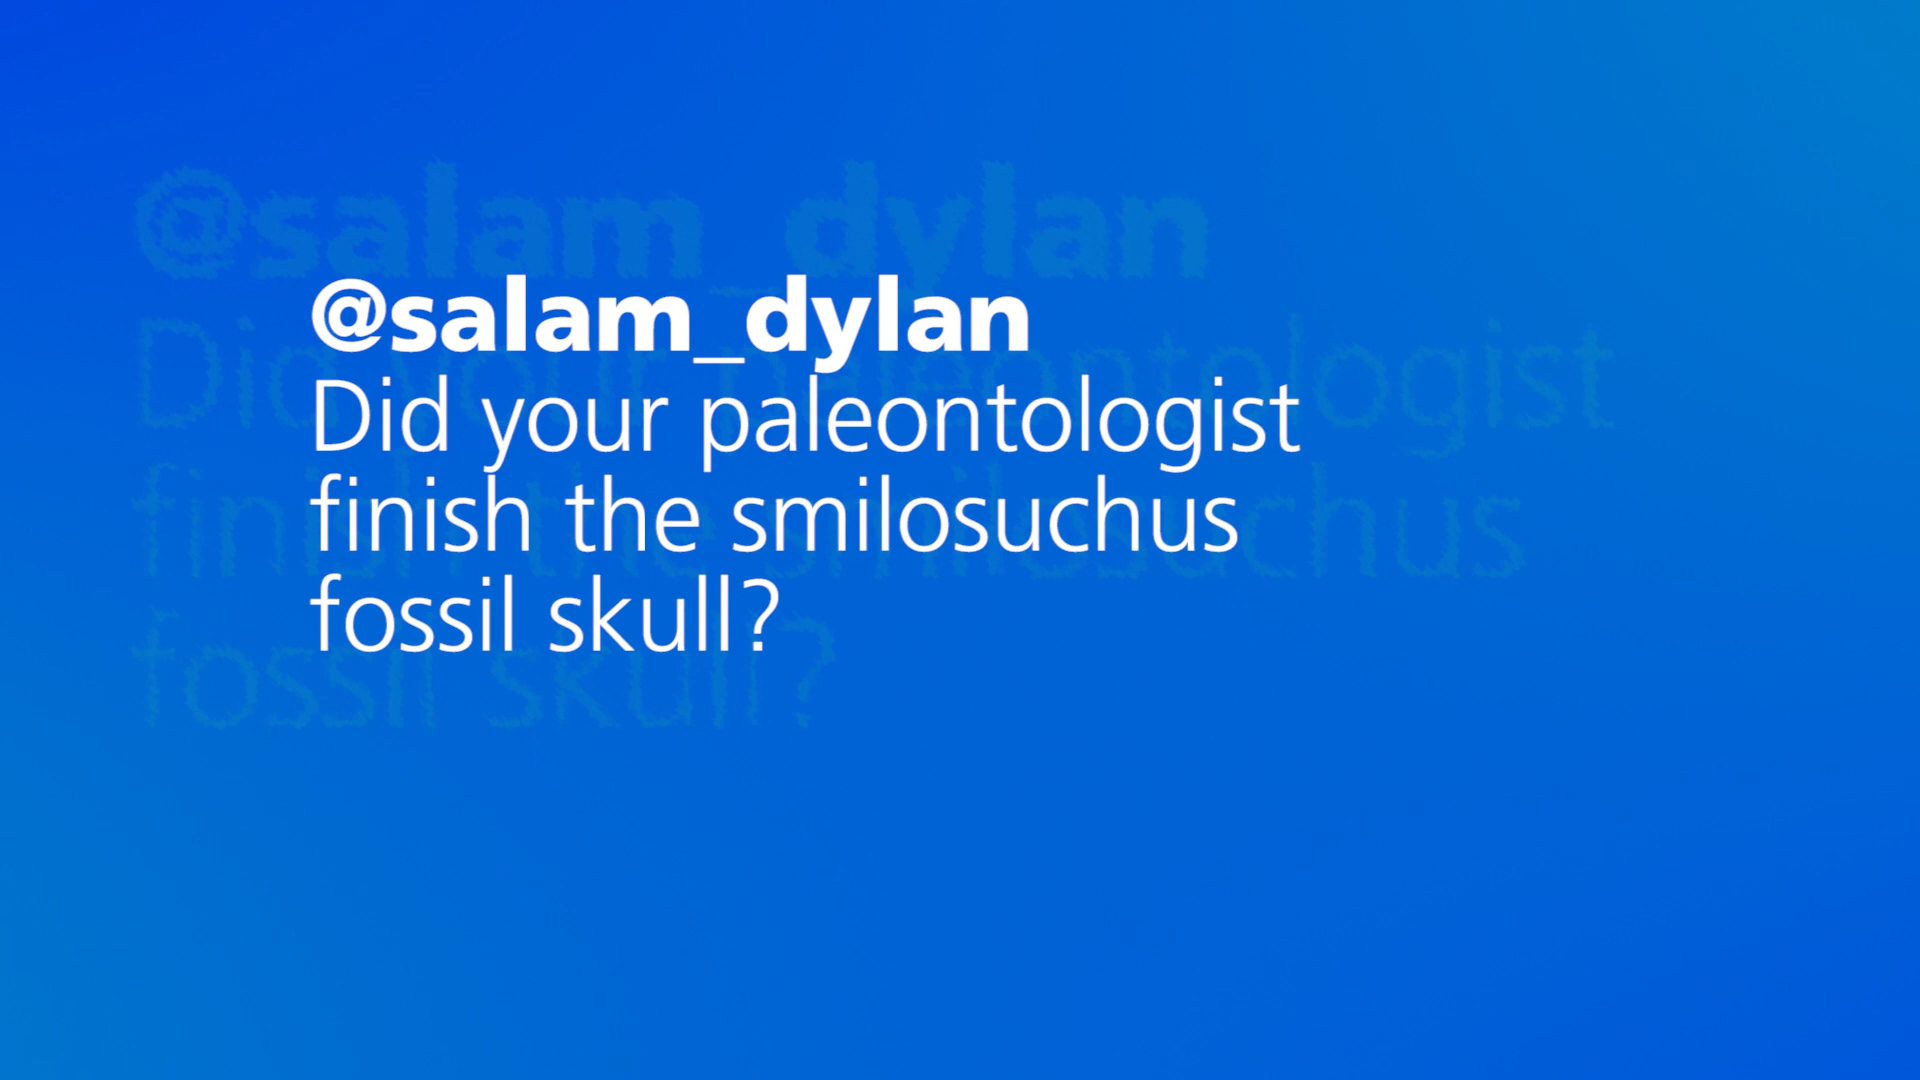 @salam_dylan
Did your paleontologist
finish the smilosuchus
fossil skull?